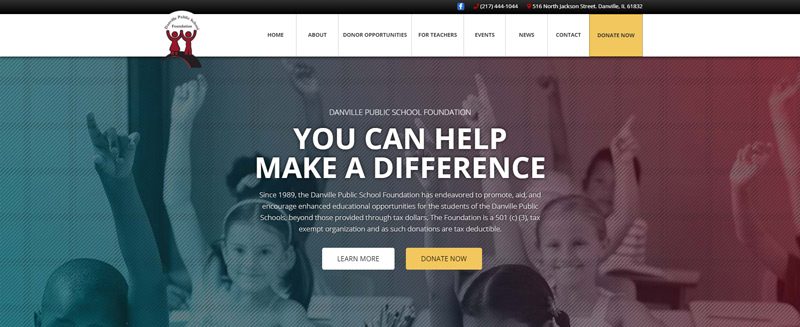 (217) 444-1044 516 North Jackson Street. Danville, IL 61832
Danville Public School
Foundation
HOME ABOUT DONOR OPPORTUNITIES FOR TEACHERS EVENTS NEWS CONTACT DONATE NOW
DANVILLE PUBLIC SCHOOL FOUNDATION
YOU CAN HELP
MAKE A DIFFERENCE
Since 1989, the Danville Public School Foundation has endeavored to promote, aid, and
encourage enhanced educational opportunities for the students of the Danville Public
Schools, beyond those provided through tax dollars. The Foundation is a 501 (c) (3), tax
exempt organization and as such donations are tax deductible.
LEARN MORE DONATE NOW